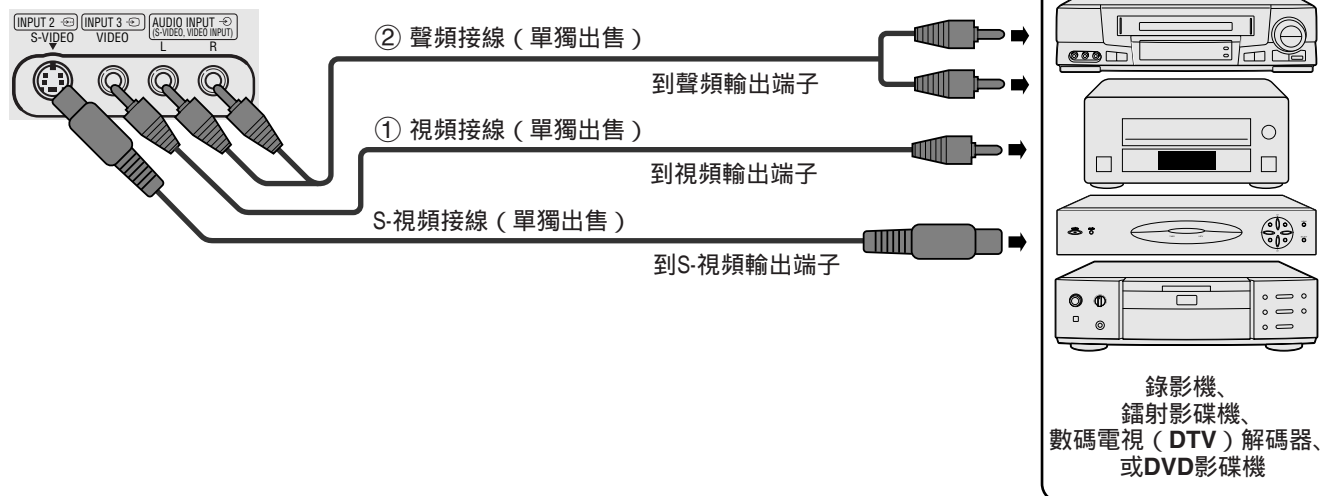 INPUT 2
INPUT 3
AUDIO INPUT
(S-VIDEO, VIDEO INPUT)
S-VIDEO
VIDEO
L
R
② 聲頻接線（單獨出售）
到聲頻輸出端子
① 視頻接線（單獨出售）
到視頻輸出端子
S-視頻接線（單獨出售）
到S-視頻輸出端子
錄影機、
鐳射影碟機、
數碼電視（DTV）解碼器、
或DVD影碟機